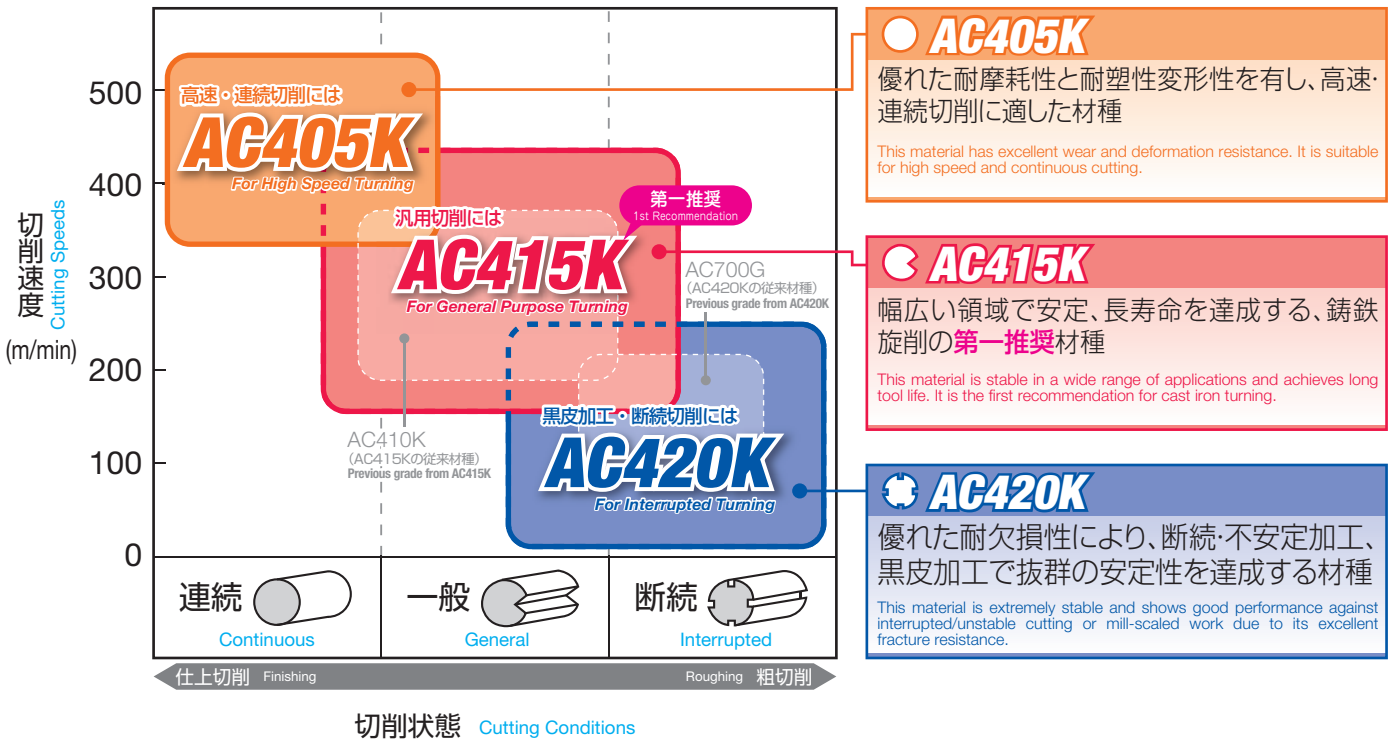 500
400
300
200
100
0
切削速度
Cutting Speeds
(m/min)
高速・連続切削には
AC405K
For High Speed Turning
第一推奨
1st Recommendation
汎用切削には
AC415K
For General Purpose Turning
AC700G
（AC420Kの従来材種）
Previous grade from AC420K
AC410K
（AC415Kの従来材種）
Previous grade from AC415K
黒皮加工・断続切削には
AC420K
For Interrupted Turning
連続
Continuous
一般
General
断続
Interrupted
仕上切削 Finishing
Roughing 粗切削
切削状態 Cutting Conditions
AC405K
優れた耐摩耗性と耐塑性変形性を有し、高速・
連続切削に適した材種
This material has excellent wear and deformation resistance. It is suitable
for high speed and continuous cutting.
AC415K
幅広い領域で安定、長寿命を達成する、鋳鉄
旋削の第一推奨材種
This material is stable in a wide range of applications and achieves long
tool life. It is the first recommendation for cast iron turning.
AC420K
優れた耐欠損性により、断続・不安定加工、
黒皮加工で抜群の安定性を達成する材種
This material is extremely stable and shows good performance against
interrupted/unstable cutting or mill-scaled work due to its excellent
fracture resistance.